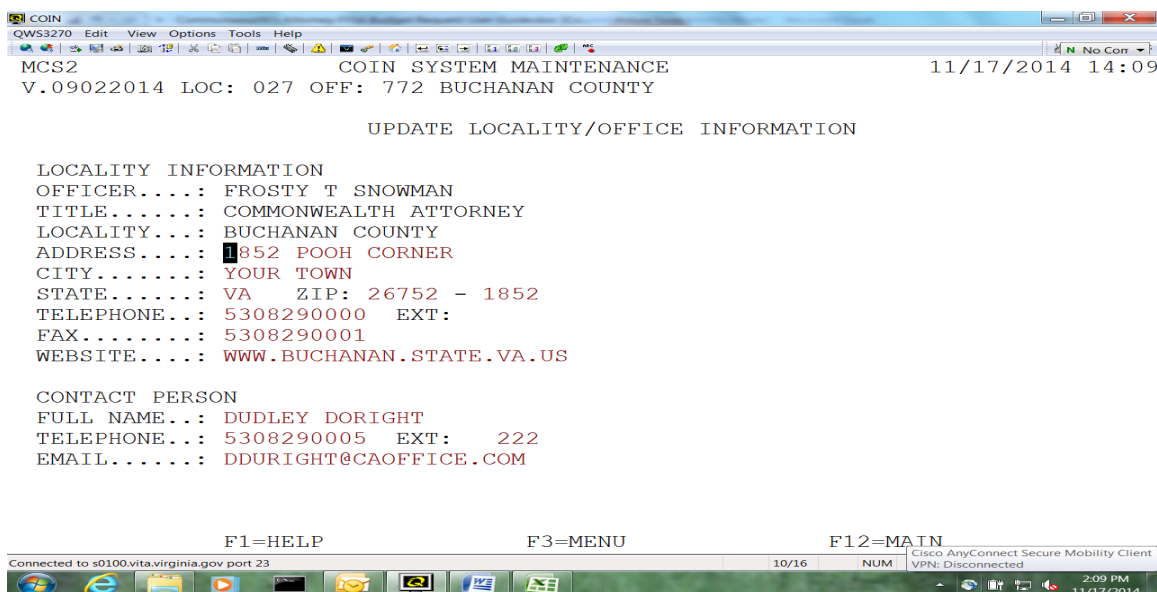 COIN
QWS3270 Edit View Options Tools Help
N No Con
MCS2 COIN SYSTEM MAINTENANCE 11/17/2014 14:09
V.09022014 LOC: 027 OFF: 772 BUCHANAN COUNTY
UPDATE LOCALITY/OFFICE INFORMATION
LOCALITY INFORMATION
OFFICER....: FROSTY T SNOWMAN
TITLE......: COMMONWEALTH ATTORNEY
LOCALITY...: BUCHANAN COUNTY
ADDRESS....: 1852 POOH CORNER
CITY.......: YOUR TOWN
STATE......: VA ZIP: 26752 - 1852
TELEPHONE..: 5308290000 EXT:
FAX........: 5308290001
WEBSITE....: WWW.BUCHANAN.STATE.VA.US
CONTACT PERSON
FULL NAME..: DUDLEY DORIGHT
TELEPHONE..: 5308290005 EXT: 222
EMAIL......: DDURIGHT@CAOFFICE.COM
F1=HELP F3=MENU F12=MAIN
Connected to s0100.vita.virginia.gov port 23 10/16 NUM
Cisco AnyConnect Secure Mobility Client
VPN: Disconnected
2:09 PM
11/17/2014